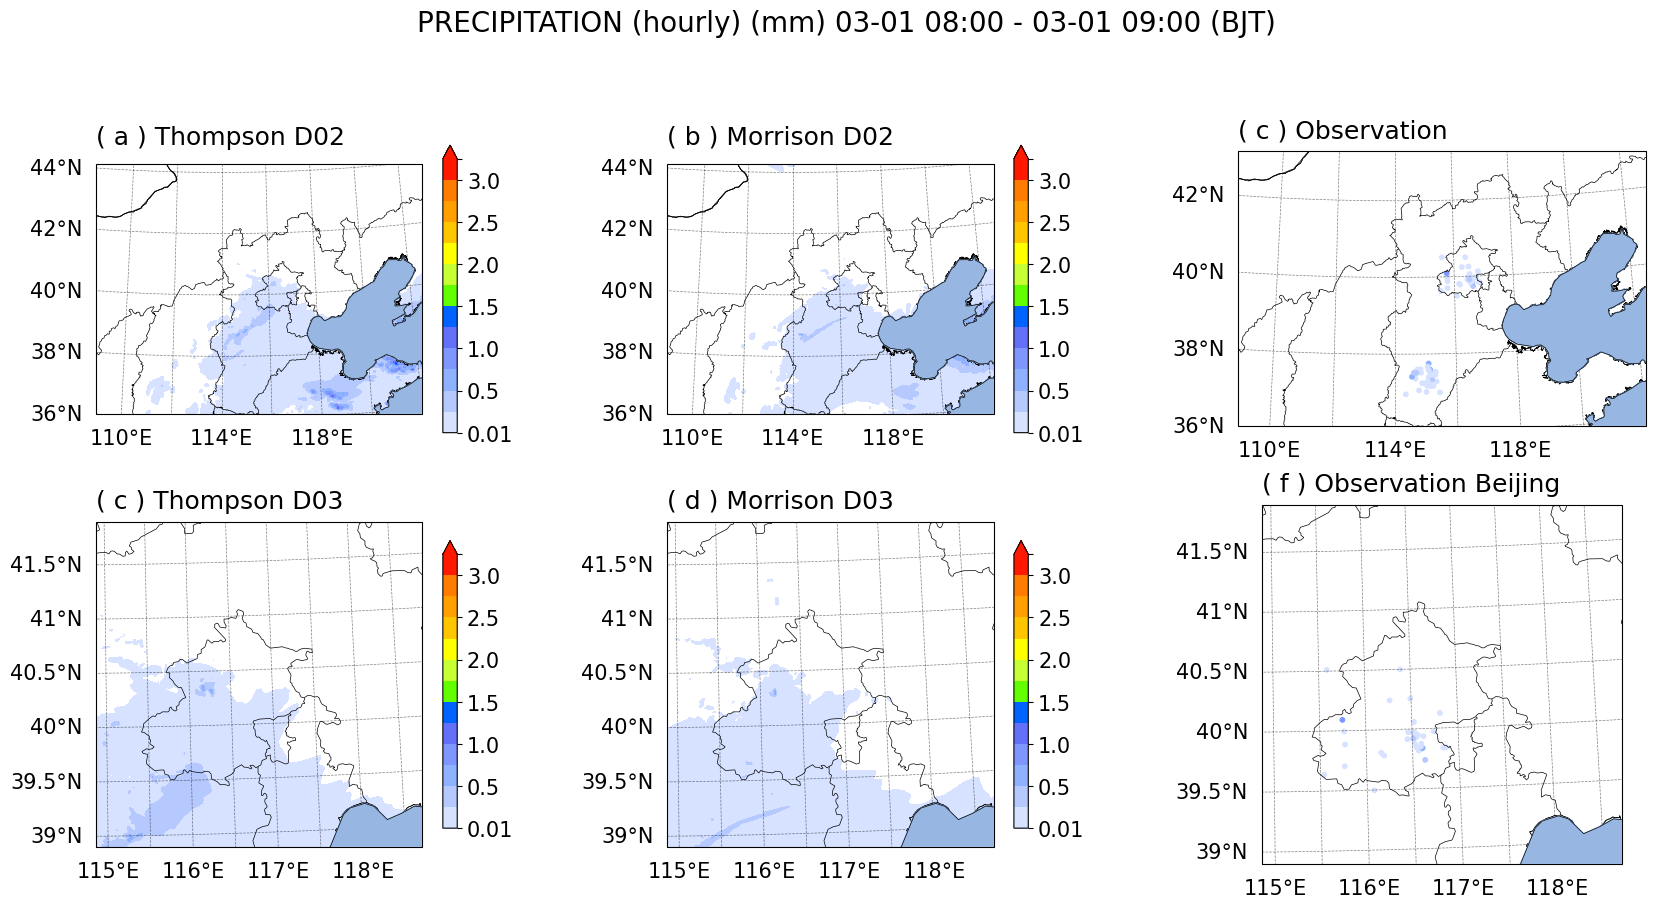 PRECIPITATION (hourly) (mm) 03-01 08:00 - 03-01 09:00 (BJT)
( a ) Thompson D02
44°N
42°N
40°N
38°N
36°N
110°E
114°E
118°E
3.0
2.5
2.0
1.5
1.0
0.5
0.01
( b ) Morrison D02
44°N
42°N
40°N
38°N
36°N
110°E
114°E
118°E
3.0
2.5
2.0
1.5
1.0
0.5
0.01
( c ) Observation
42°N
40°N
38°N
36°N
110°E
114°E
118°E
( c ) Thompson D03
41.5°N
41°N
40.5°N
40°N
39.5°N
39°N
115°E
116°E
117°E
118°E
3.0
2.5
2.0
1.5
1.0
0.5
0.01
( d ) Morrison D03
41.5°N
41°N
40.5°N
40°N
39.5°N
39°N
115°E
116°E
117°E
118°E
3.0
2.5
2.0
1.5
1.0
0.5
0.01
( f ) Observation Beijing
41.5°N
41°N
40.5°N
40°N
39.5°N
39°N
115°E
116°E
117°E
118°E